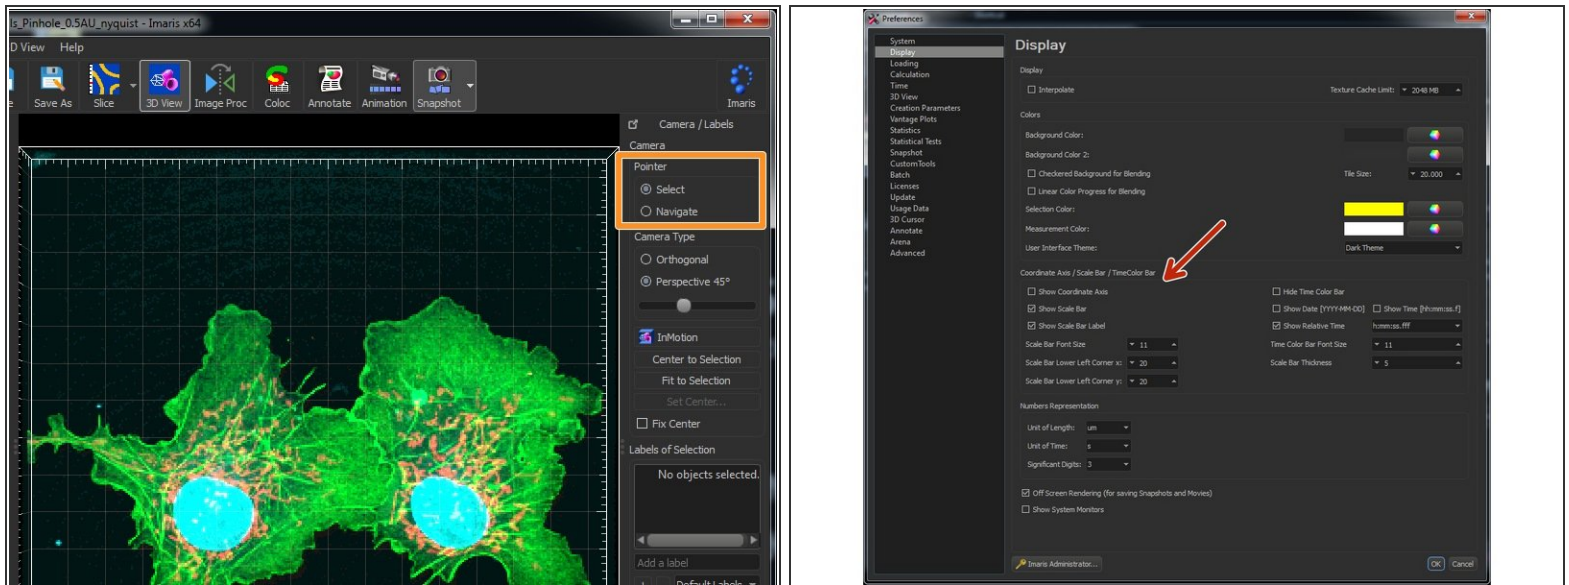 ls_Pinhole_0.5AU_nyquist - Imaris x64
D View Help
Save As Slice 3D View Image Proc Coloc Annotate Animation Snapshot Imaris
Camera / Labels
Camera
Pointer
Select
Navigate
Camera Type
Orthogonal
Perspective 45°
InMotion
Center to Selection
Fit to Selection
Set Center...
Fix Center
Labels of Selection
No objects selected.
Add a label
Default Labels
Preferences
System
Display
Loading
Calculation
Time
3D View
Creation Parameters
Vantage Plots
Statistics
Statistical Tests
Snapshot
CustomTools
Batch
Licenses
Update
Usage Data
3D Cursor
Annotate
Arena
Advanced
Display
Display
Interpolate Texture Cache Limit: 2048 MB
Colors
Background Color:
Background Color 2:
Checkered Background for Blending Tile Size: 20.000
Linear Color Progress for Blending
Selection Color:
Measurement Color:
User Interface Theme: Dark Theme
Coordinate Axis / Scale Bar / TimeColor Bar
Show Coordinate Axis Hide Time Color Bar
Show Scale Bar Show Date [YYYY-MM-DD] Show Time [hh:mm:ss.f]
Show Scale Bar Label Show Relative Time h:mm:ss.fff
Scale Bar Font Size 11 Time Color Bar Font Size 11
Scale Bar Lower Left Corner x: 20 Scale Bar Thickness 5
Scale Bar Lower Left Corner y: 20
Numbers Representation
Unit of Length: um
Unit of Time: s
Significant Digits: 3
Off Screen Rendering (for saving Snapshots and Movies)
Show System Monitors
Imaris Administrator... OK Cancel